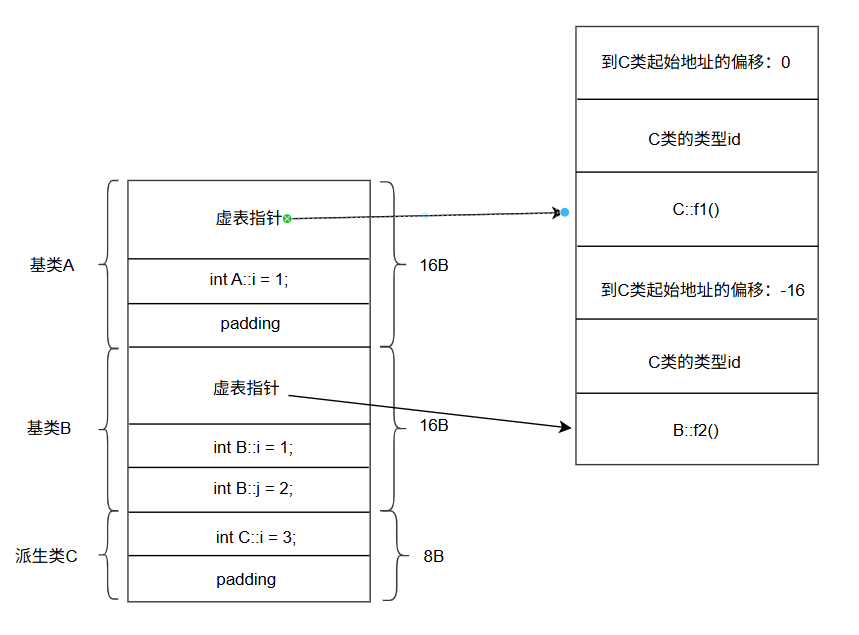 到C类起始地址的偏移：0
C类的类型id
C::f1()
到C类起始地址的偏移：-16
C类的类型id
B::f2()
基类A
虚表指针
int A::i = 1;
padding
16B
基类B
虚表指针
int B::i = 1;
int B::j = 2;
16B
派生类C
int C::i = 3;
padding
8B